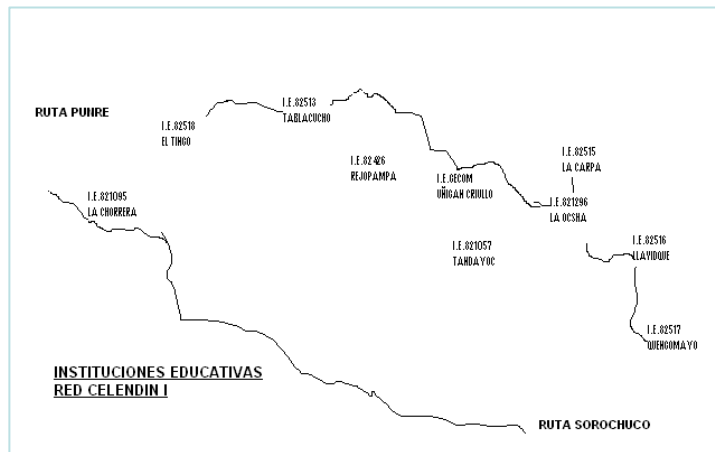 RUTA PUNRE
I.E.82518
EL TINGO
I.E.82513
TABLACUCHO
I.E.82426
REJOPAMPA
I.E.GECOM
UÑIGAN CRIULLO
I.E.82515
LA CARPA
I.E.821095
LA CHORRERA
I.E.821296
LA OCSHA
I.E.821057
TANDAYOC
I.E.82516
LLAVIDQUE
I.E.82517
QUENGOMAYO
INSTITUCIONES EDUCATIVAS
RED CELENDIN I
RUTA SOROCHUCO